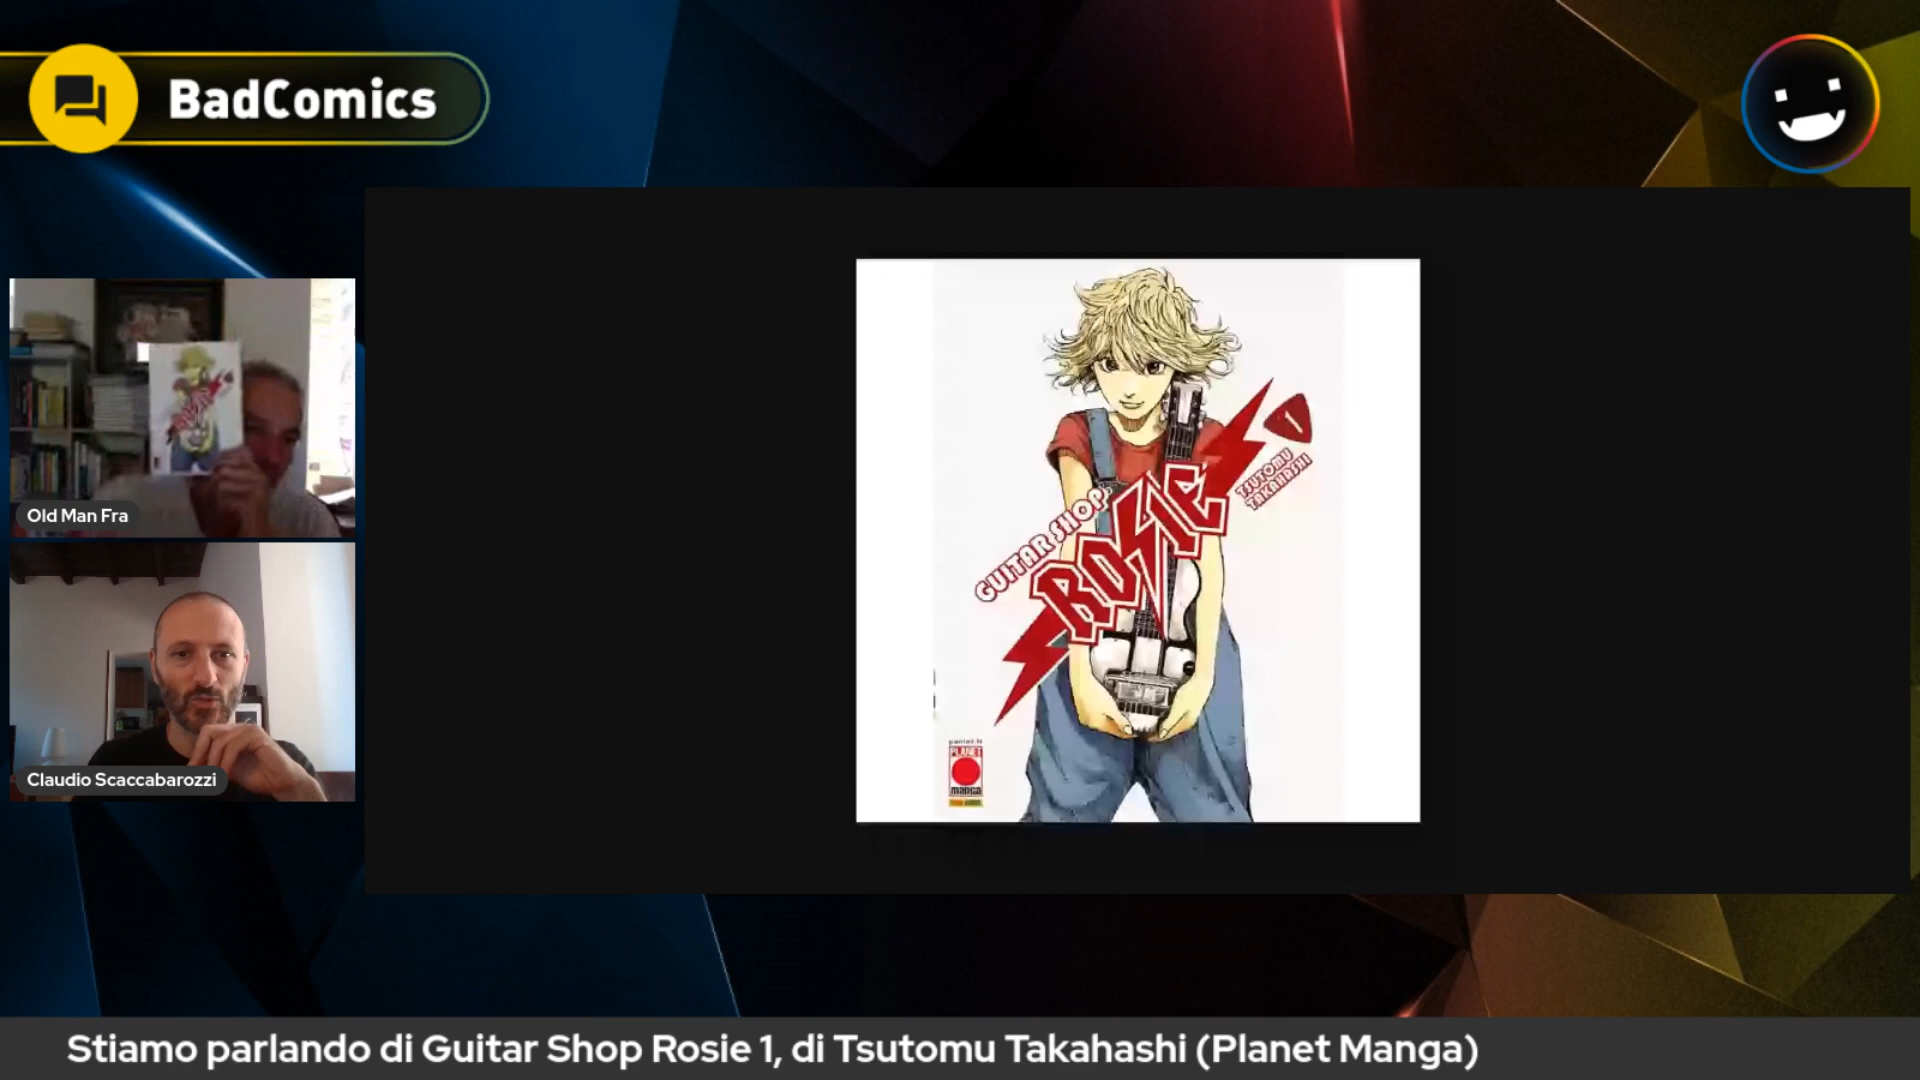 BadComics
Old Man Fra
Claudio Scaccabarozzi
GUITAR SHOP
ROSIE
1
TSUTOMU
TAKAHASHI
PLANET
manga
Stiamo parlando di Guitar Shop Rosie 1, di Tsutomu Takahashi (Planet Manga)